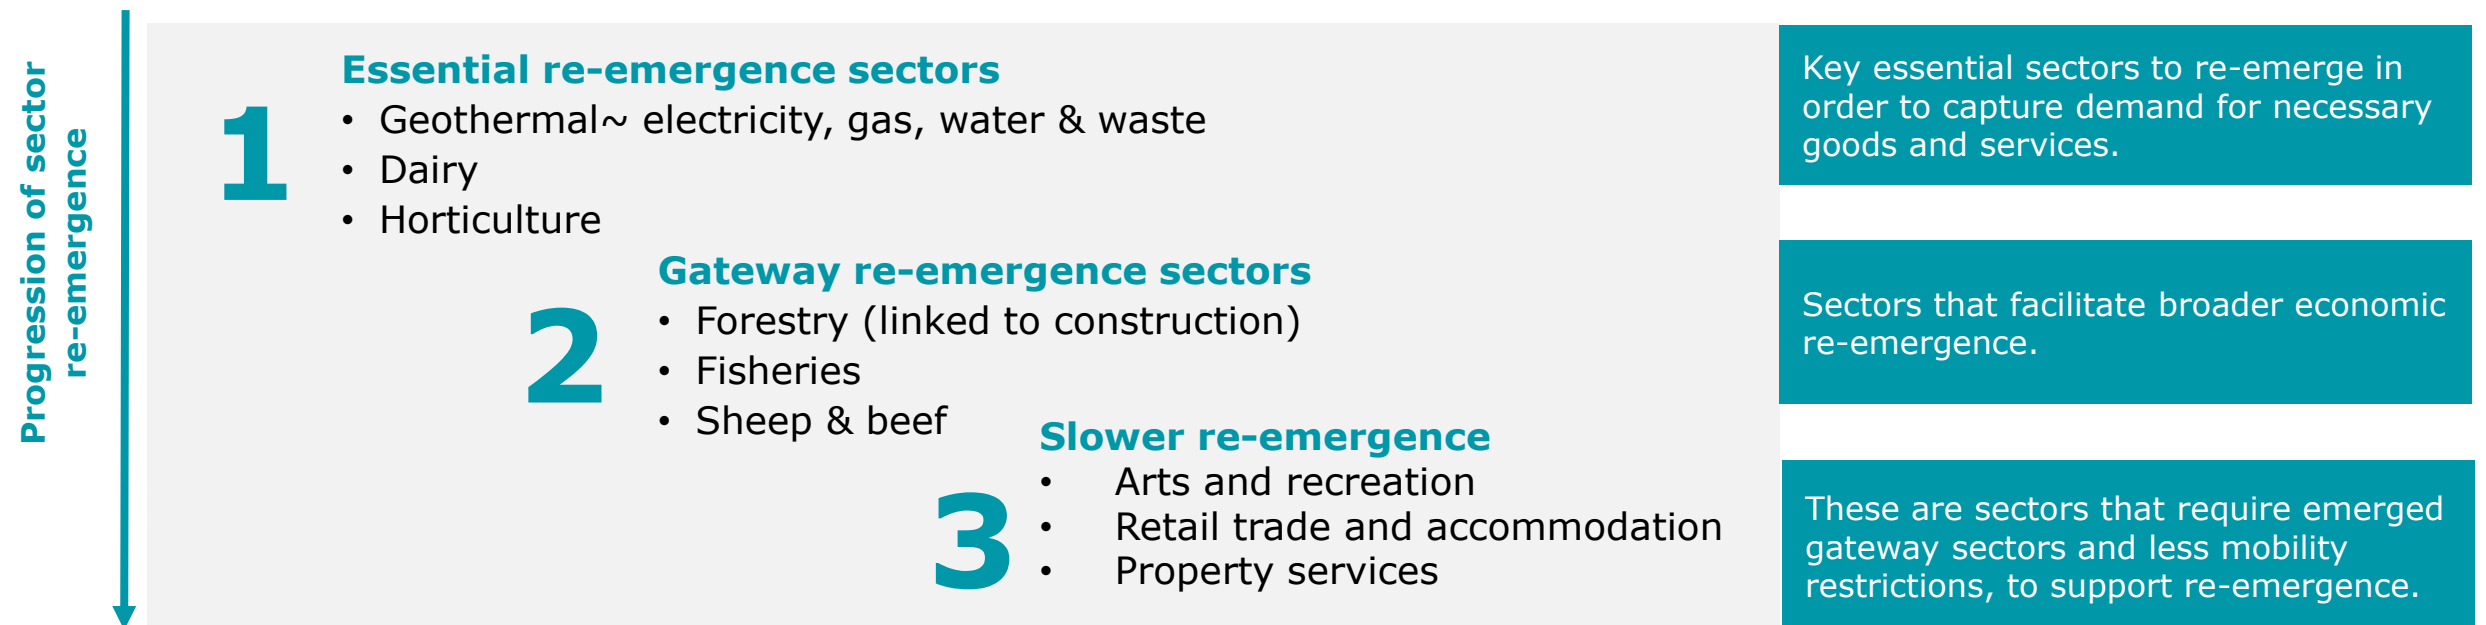 Progression of sector
re-emergence
1
Essential re-emergence sectors
• Geothermal~ electricity, gas, water & waste
• Dairy
• Horticulture
Key essential sectors to re-emerge in
order to capture demand for necessary
goods and services.
2
Gateway re-emergence sectors
• Forestry (linked to construction)
• Fisheries
• Sheep & beef
Sectors that facilitate broader economic
re-emergence.
3
Slower re-emergence
• Arts and recreation
• Retail trade and accommodation
• Property services
These are sectors that require emerged
gateway sectors and less mobility
restrictions, to support re-emergence.